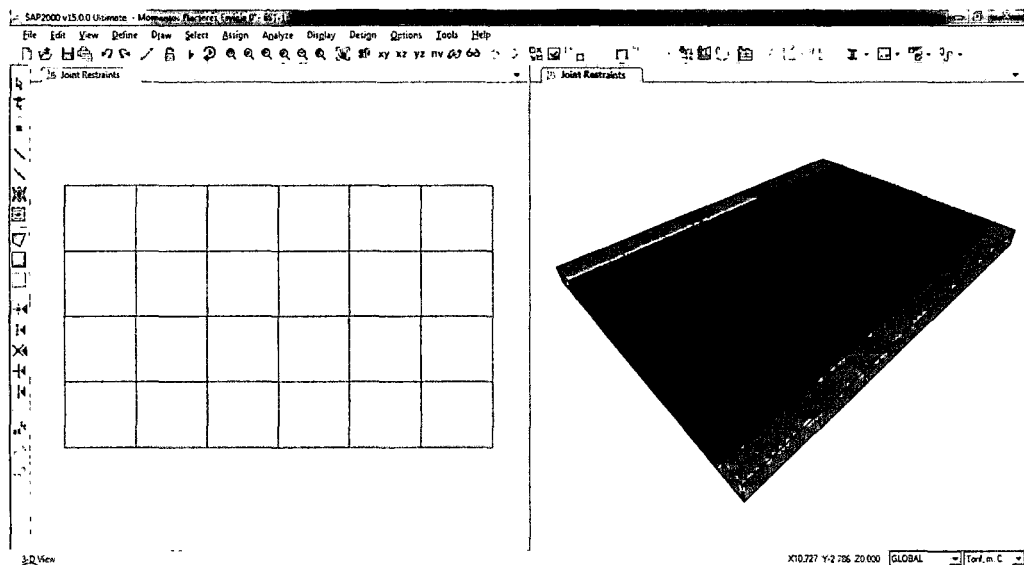 SAP2000 v15.0.0 Ultimate -
File Edit View Define Draw Select Assign Analyze Display Design Options Tools Help
xy xz yz nv
Joint Restraints
Joint Restraints
3-D View
GLOBAL
Tonf, m, C